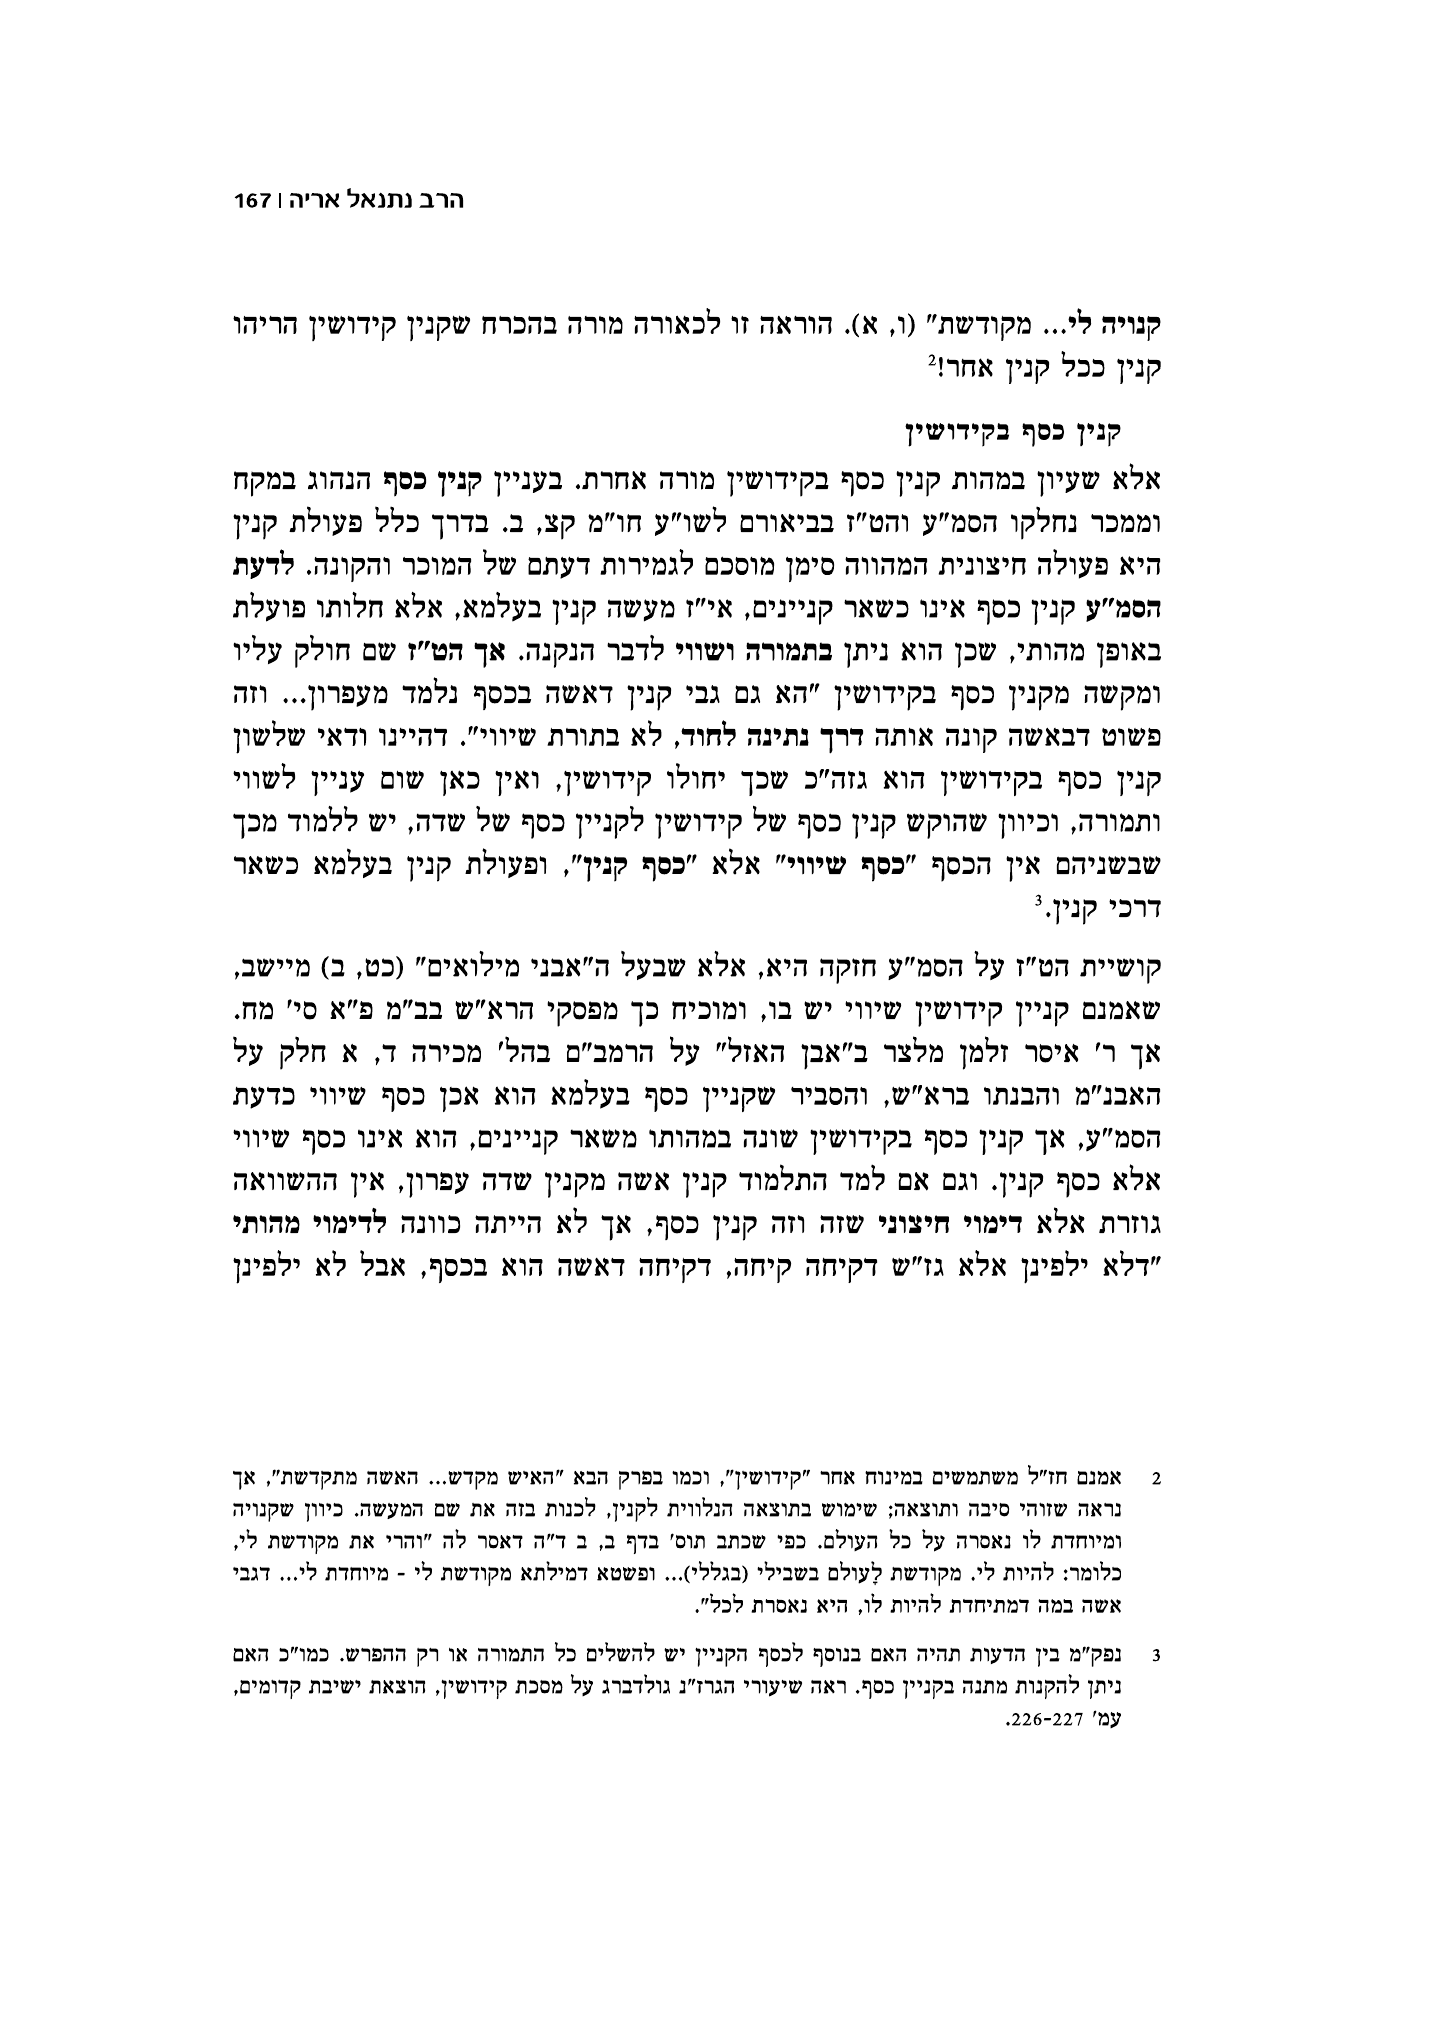 הרב נתנאל אריה | 167
קנויה לי... מקודשת" (ו, א). הוראה זו לכאורה מורה בהכרח שקנין קידושין הריהו
קנין ככל קנין אחר!2
קנין כסף בקידושין
אלא שעיון במהות קנין כסף בקידושין מורה אחרת. בעניין קנין כסף הנהוג במקח
וממכר נחלקו הסמ"ע והט"ז בביאורם לשו"ע חו"מ קצ, ב. בדרך כלל פעולת קנין
היא פעולה חיצונית המהווה סימן מוסכם לגמירות דעתם של המוכר והקונה. לדעת
הסמ"ע קנין כסף אינו כשאר קניינים, אי"ז מעשה קנין בעלמא, אלא חלותו פועלת
באופן מהותי, שכן הוא ניתן בתמורה ושווי לדבר הנקנה. אך הט"ז שם חולק עליו
ומקשה מקנין כסף בקידושין "הא גם גבי קנין דאשה בכסף נלמד מעפרון... וזה
פשוט דבאשה קונה אותה דרך נתינה לחוד, לא בתורת שיווי". דהיינו ודאי שלשון
קנין כסף בקידושין הוא גזה"כ שכך יחולו קידושין, ואין כאן שום עניין לשווי
ותמורה, וכיוון שהוקש קנין כסף של קידושין לקניין כסף של שדה, יש ללמוד מכך
שבשניהם אין הכסף "כסף שיווי" אלא "כסף קנין", ופעולת קנין בעלמא כשאר
דרכי קנין.3
קושיית הט"ז על הסמ"ע חזקה היא, אלא שבעל ה"אבני מילואים" (כט, ב) מיישב,
שאמנם קניין קידושין שיווי יש בו, ומוכיח כך מפסקי הרא"ש בב"מ פ"א סי' מח.
אך ר' איסר זלמן מלצר ב"אבן האזל" על הרמב"ם בהל' מכירה ד, א חלק על
האבנ"מ והבנתו ברא"ש, והסביר שקניין כסף בעלמא הוא אכן כסף שיווי כדעת
הסמ"ע, אך קנין כסף בקידושין שונה במהותו משאר קניינים, הוא אינו כסף שיווי
אלא כסף קנין. וגם אם למד התלמוד קנין אשה מקנין שדה עפרון, אין ההשוואה
גוזרת אלא דימוי חיצוני שזה וזה קנין כסף, אך לא הייתה כוונה לדימוי מהותי
"דלא ילפינן אלא גז"ש דקיחה קיחה, דקיחה דאשה הוא בכסף, אבל לא ילפינן
2 אמנם חז"ל משתמשים במינוח אחר "קידושין", וכמו בפרק הבא "האיש מקדש... האשה מתקדשת", אך
נראה שזוהי סיבה ותוצאה; שימוש בתוצאה הנלווית לקנין, לכנות בזה את שם המעשה. כיוון שקנויה
ומיוחדת לו נאסרה על כל העולם. כפי שכתב תוס' בדף ב, ב ד"ה דאסר לה "והרי את מקודשת לי,
כלומר: להיות לי. מקודשת לָעולם בשבילי (בגללי)... ופשטא דמילתא מקודשת לי - מיוחדת לי... דגבי
אשה במה דמתיחדת להיות לו, היא נאסרת לכל".
3 נפק"מ בין הדעות תהיה האם בנוסף לכסף הקניין יש להשלים כל התמורה או רק ההפרש. כמו"כ האם
ניתן להקנות מתנה בקניין כסף. ראה שיעורי הגרז"נ גולדברג על מסכת קידושין, הוצאת ישיבת קדומים,
עמ' 226-227.